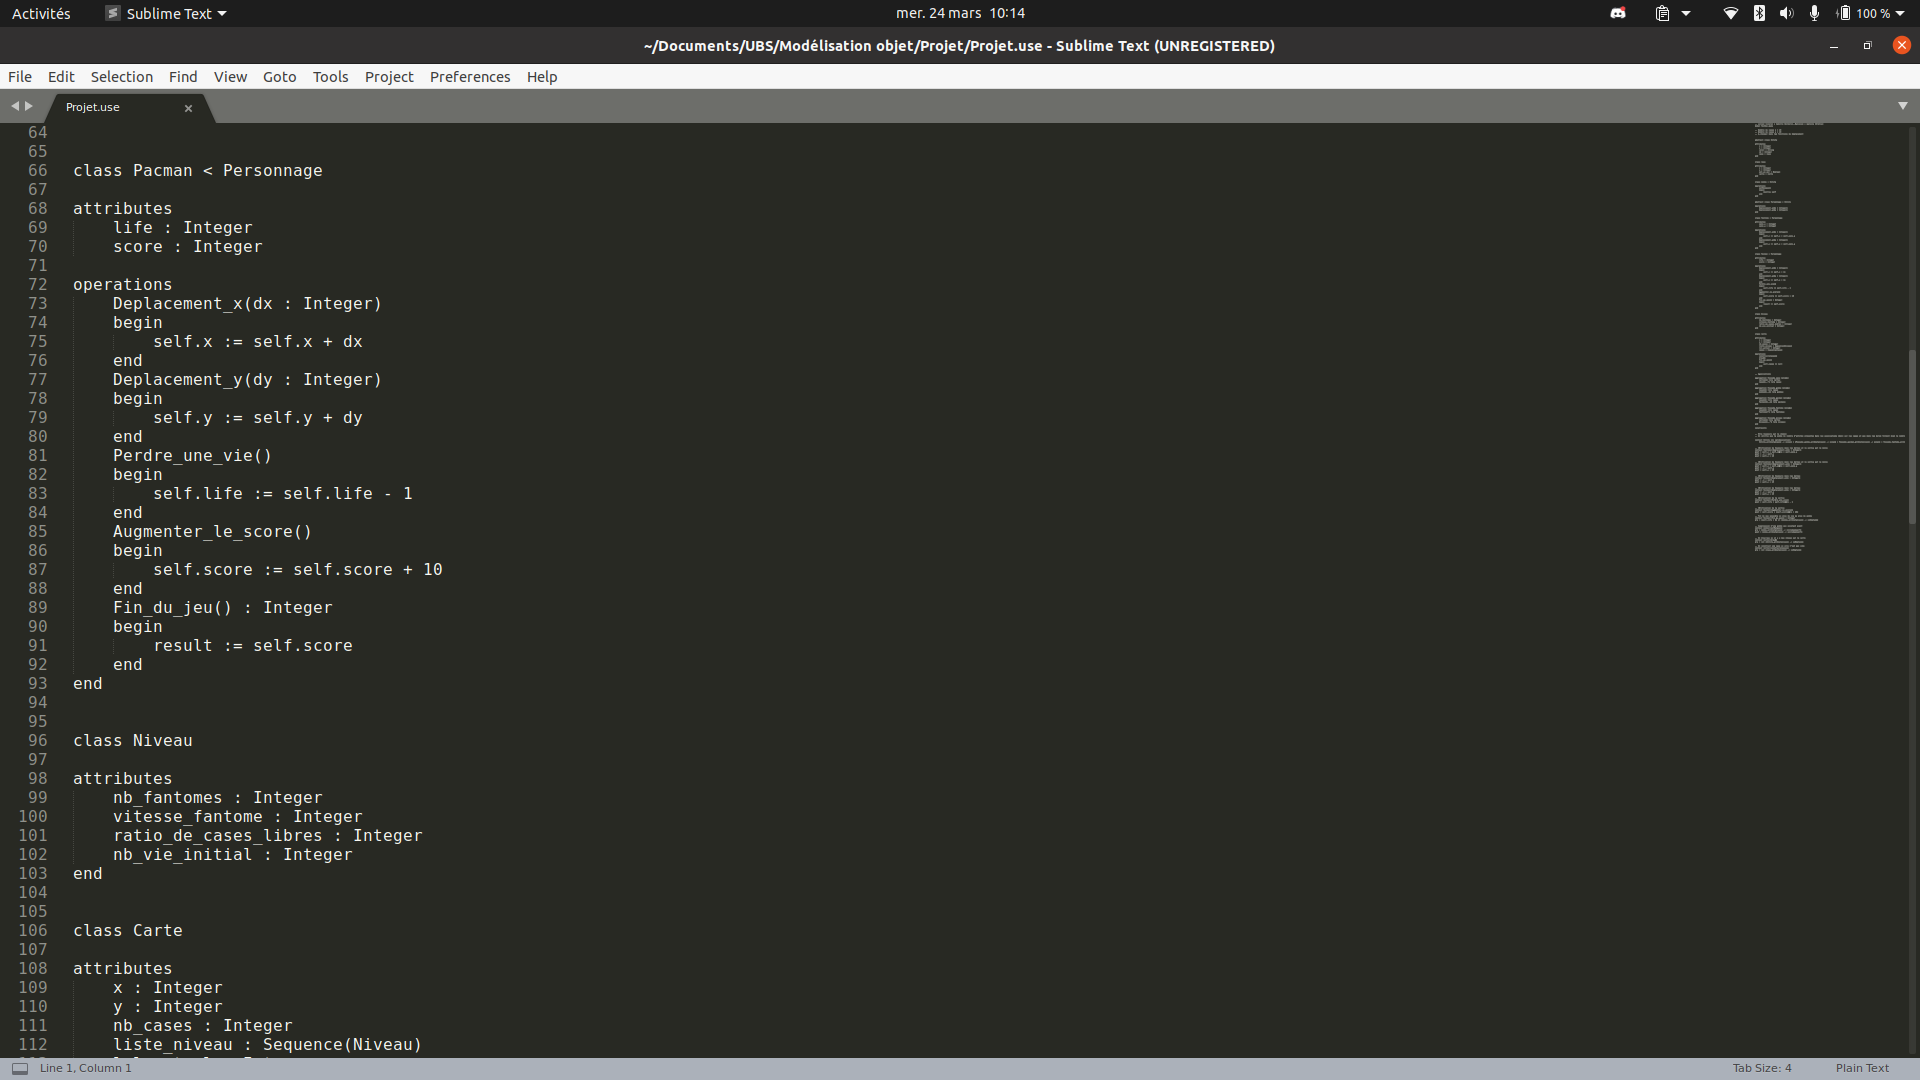 Activités Sublime Text mer. 24 mars 10:14 100 %
~/Documents/UBS/Modélisation objet/Projet/Projet.use - Sublime Text (UNREGISTERED)
File Edit Selection Find View Goto Tools Project Preferences Help
Projet.use
64
65
66 class Pacman < Personnage
67
68 attributes
69 life : Integer
70 score : Integer
71
72 operations
73 Deplacement_x(dx : Integer)
74 begin
75 self.x := self.x + dx
76 end
77 Deplacement_y(dy : Integer)
78 begin
79 self.y := self.y + dy
80 end
81 Perdre_une_vie()
82 begin
83 self.life := self.life - 1
84 end
85 Augmenter_le_score()
86 begin
87 self.score := self.score + 10
88 end
89 Fin_du_jeu() : Integer
90 begin
91 result := self.score
92 end
93 end
94
95
96 class Niveau
97
98 attributes
99 nb_fantomes : Integer
100 vitesse_fantome : Integer
101 ratio_de_cases_libres : Integer
102 nb_vie_initial : Integer
103 end
104
105
106 class Carte
107
108 attributes
109 x : Integer
110 y : Integer
111 nb_cases : Integer
112 liste_niveau : Sequence(Niveau)
Line 1, Column 1 Tab Size: 4 Plain Text